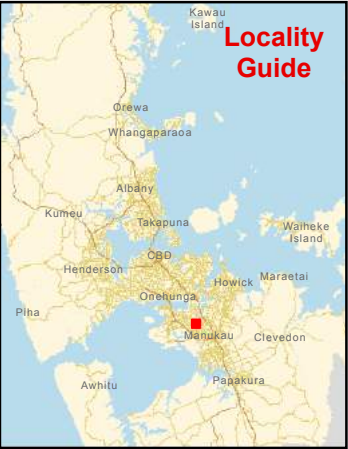 Kawau
Island
Locality
Guide
Orewa
Whangaparaoa
Albany
Kumeu
Takapuna
Waiheke
Island
CBD
Henderson
Howick
Maraetai
Onehunga
Piha
Manukau
Clevedon
Papakura
Awhitu